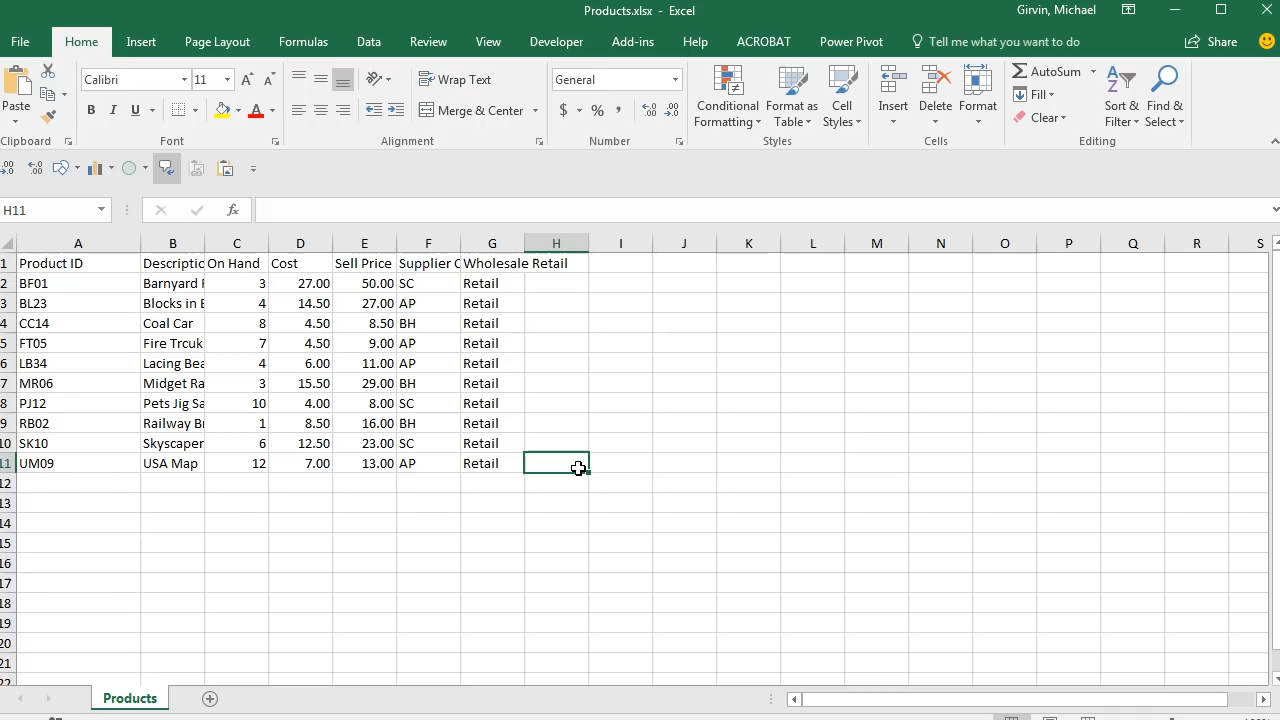 Products.xlsx - Excel
Girvin, Michael
File Home Insert Page Layout Formulas Data Review View Developer Add-ins Help ACROBAT Power Pivot Tell me what you want to do Share
Paste
Calibri 11
B I U
A
Wrap Text
Merge & Center
General
$ % ,
Conditional Formatting
Format as Table
Cell Styles
Insert
Delete
Format
AutoSum
Fill
Clear
Sort & Filter
Find & Select
Clipboard Font Alignment Number Styles Cells Editing
H11 fx
A B C D E F G H I J K L M N O P Q R S
1 Product ID Descriptio On Hand Cost Sell Price Supplier C Wholesale Retail
2 BF01 Barnyard 3 27.00 50.00 SC Retail
3 BL23 Blocks in 4 14.50 27.00 AP Retail
4 CC14 Coal Car 8 4.50 8.50 BH Retail
5 FT05 Fire Trcuk 7 4.50 9.00 AP Retail
6 LB34 Lacing Bea 4 6.00 11.00 AP Retail
7 MR06 Midget Ra 3 15.50 29.00 BH Retail
8 PJ12 Pets Jig Sa 10 4.00 8.00 SC Retail
9 RB02 Railway 1 8.50 16.00 BH Retail
10 SK10 Skyscaper 6 12.50 23.00 SC Retail
11 UM09 USA Map 12 7.00 13.00 AP Retail
12
13
14
15
16
17
18
19
20
21
22
Products